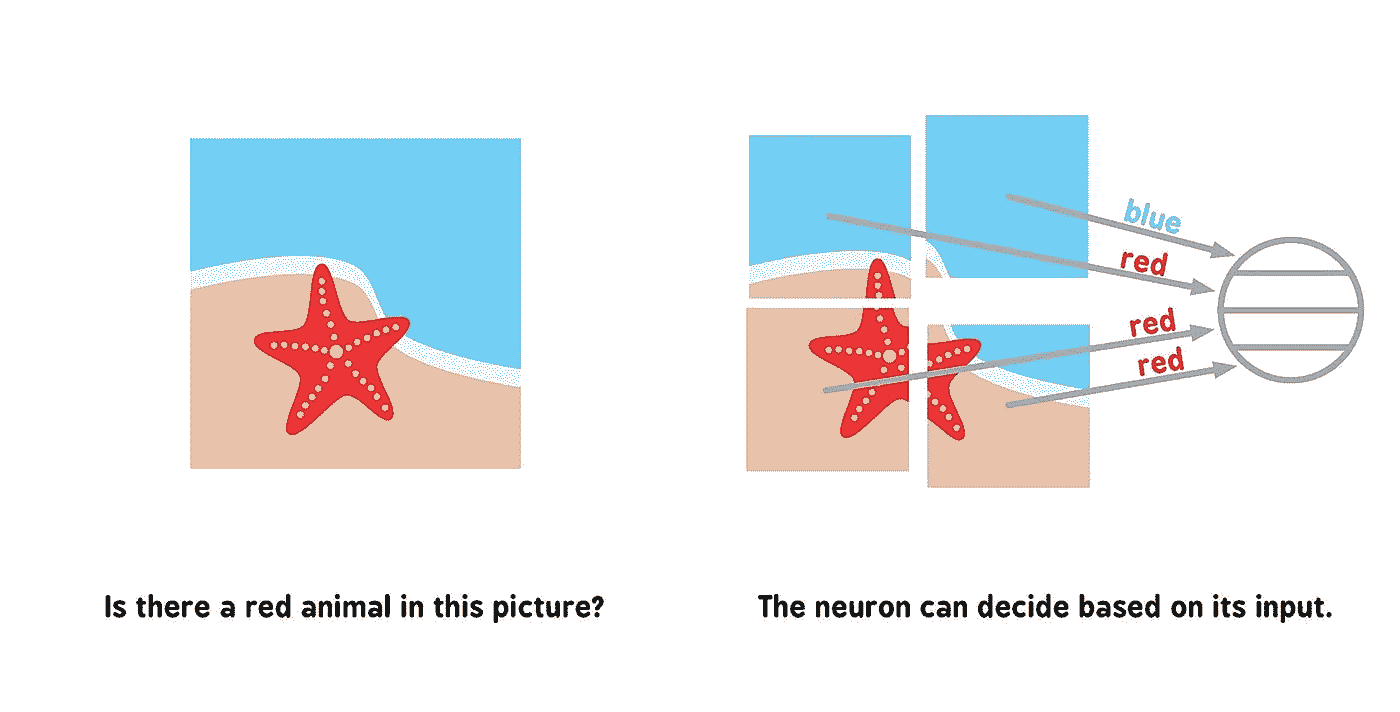 blue
red
red
red
Is there a red animal in this picture?
The neuron can decide based on its input.